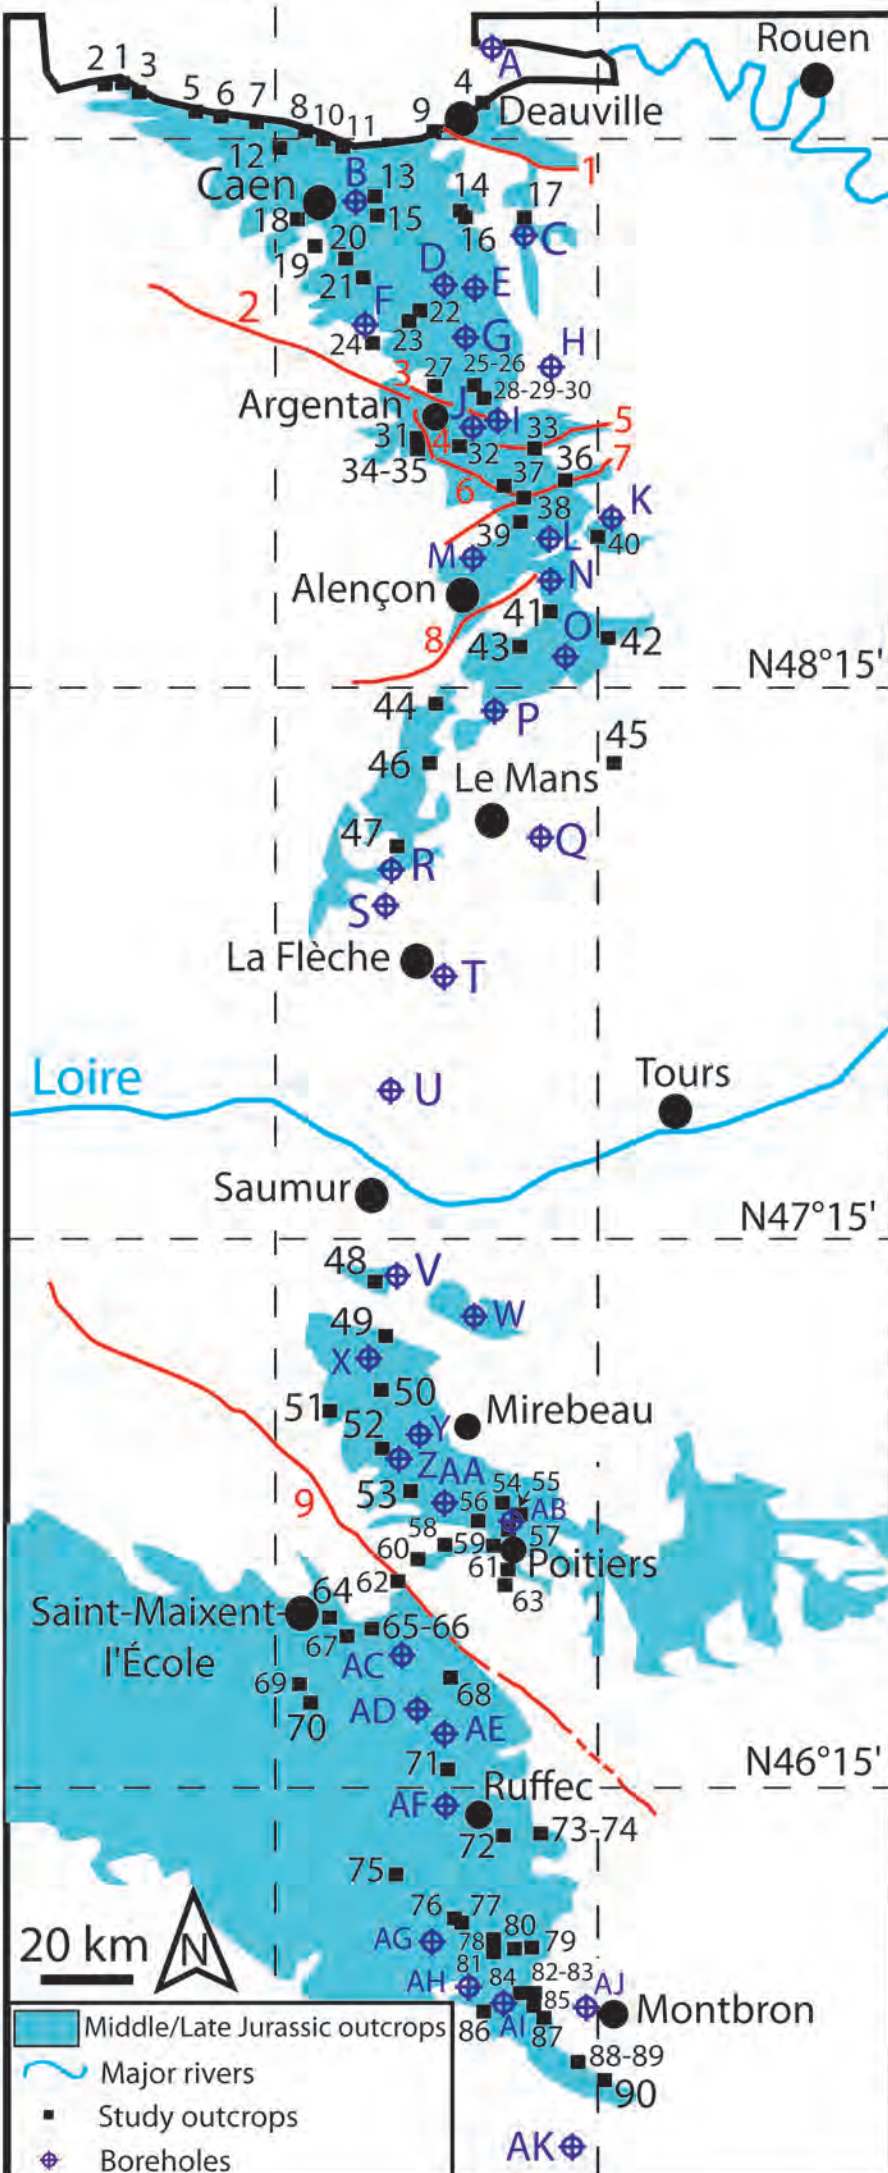 Rouen
A
2 1 3
4
Deauville
5 6 7 8 10 11 9
12
1
Caen
B
13
14
17
18
15
16
C
19
20
21
D
E
2
F
22
23
24
G
H
3
27
25-26
28-29-30
Argentan
J
I
5
31
4
32
33
34-35
37
36
7
6
38
K
39
L
40
M
Alençon
N
41
O
8
43
42
N48°15'
44
P
45
46
Le Mans
47
Q
R
S
La Flèche
T
Loire
U
Tours
Saumur
N47°15'
48
V
W
49
X
50
51
52
Y
Mirebeau
Z
AA
53
54
55
9
56
AB
58
57
59
60
61
Poitiers
62
63
64
Saint-Maixent-
l'École
65-66
67
AC
68
69
70
AD
AE
71
N46°15'
Ruffec
AF
72
73-74
75
76
77
20 km
N
AG
78
80
79
81
82-83
AH
84
AJ
85
Montbron
86
AI
87
88-89
90
AK
Middle/Late Jurassic outcrops
Major rivers
Study outcrops
Boreholes